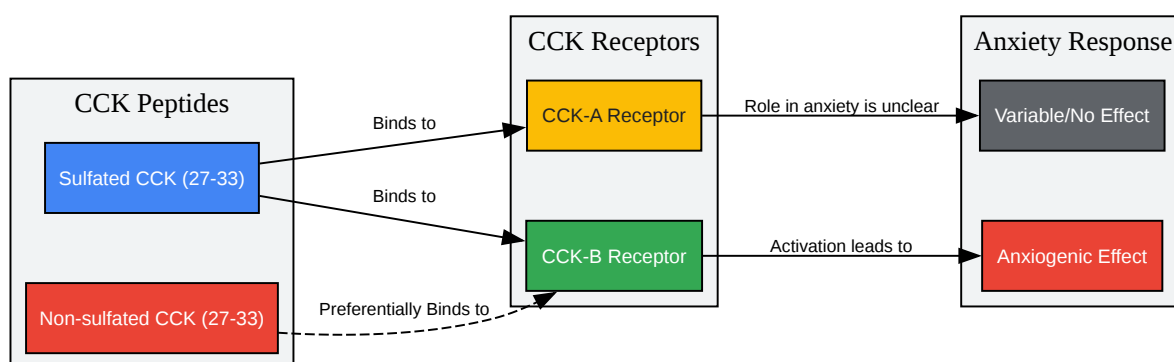 CCK Peptides
Sulfated CCK (27-33)
Non-sulfated CCK (27-33)
Binds to
Binds to
Preferentially Binds to
CCK Receptors
CCK-A Receptor
CCK-B Receptor
Role in anxiety is unclear
Activation leads to
Anxiety Response
Variable/No Effect
Anxiogenic Effect